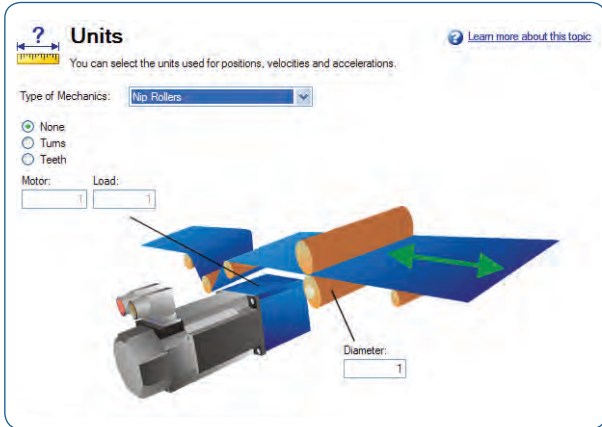 ?
Units
Learn more about this topic
You can select the units used for positions, velocities and accelerations.
Type of Mechanics: Nip Rollers
None
Turns
Teeth
Motor: Load:
1 1
Diameter:
1